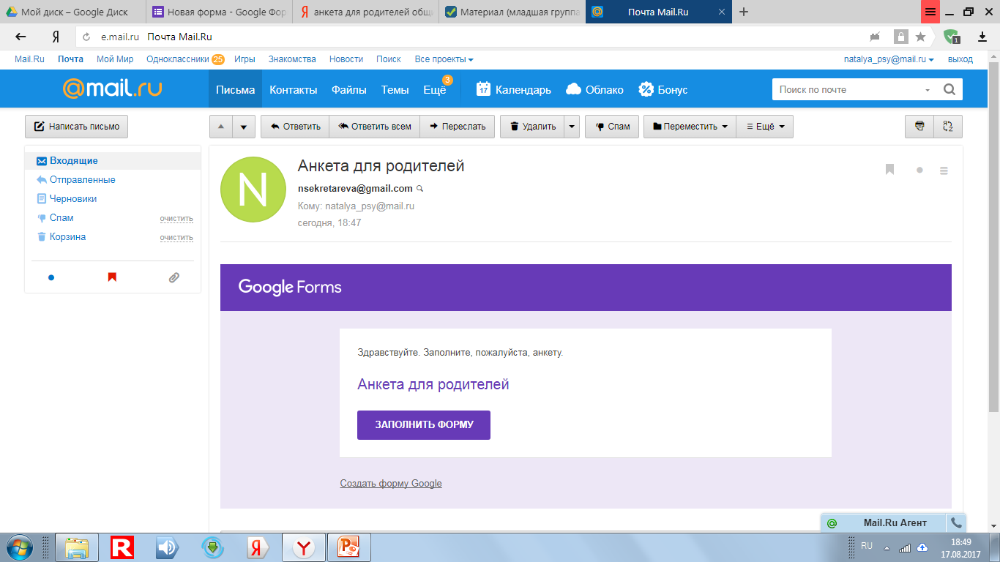 Мой диск – Google Диск
Новая форма - Google Фор
анкета для родителей общ
Материал (младшая группа
Почта Mail.Ru
Я e.mail.ru Почта Mail.Ru 1
Mail.Ru Почта Мой Мир Одноклассники 25 Игры Знакомства Новости Поиск Все проекты natalya_psy@mail.ru выход
@mail.ru Письма Контакты Файлы Темы Ещё 3 17 Календарь Облако Бонус Поиск по почте
Написать письмо Ответить Ответить всем Переслать Удалить Спам Переместить Ещё
Входящие
Отправленные
Черновики
Спам очистить
Корзина очистить
N
Анкета для родителей
nsekretareva@gmail.com
Кому: natalya_psy@mail.ru
сегодня, 18:47
Google Forms
Здравствуйте. Заполните, пожалуйста, анкету.
Анкета для родителей
ЗАПОЛНИТЬ ФОРМУ
Создать форму Google
@ Mail.Ru Агент
R Я Y P RU 18:49
17.08.2017